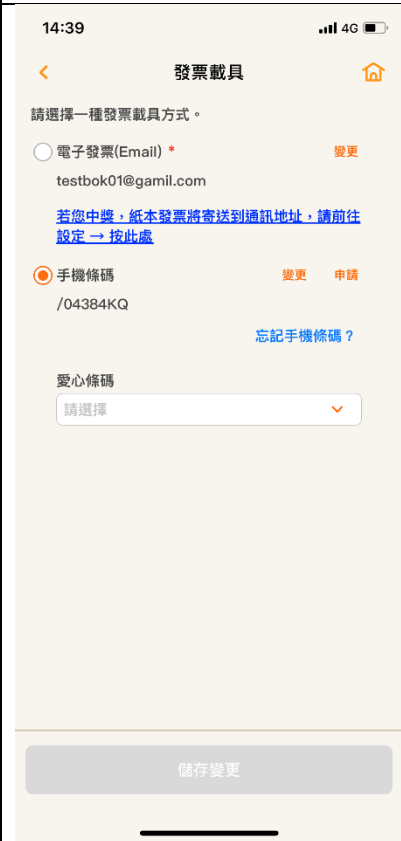 14:39
4G
發票載具
請選擇一種發票載具方式。
電子發票(Email) * 變更
testbok01@gamil.com
若您中獎，紙本發票將寄送到通訊地址，請前往
設定 → 按此處
手機條碼 變更 申請
/04384KQ
忘記手機條碼？
愛心條碼
請選擇
儲存變更